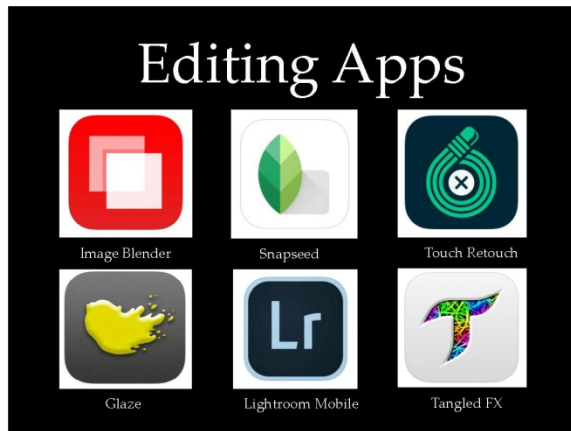 Editing Apps
Image Blender
Snapseed
Touch Retouch
Lr
T
Glaze
Lightroom Mobile
Tangled FX